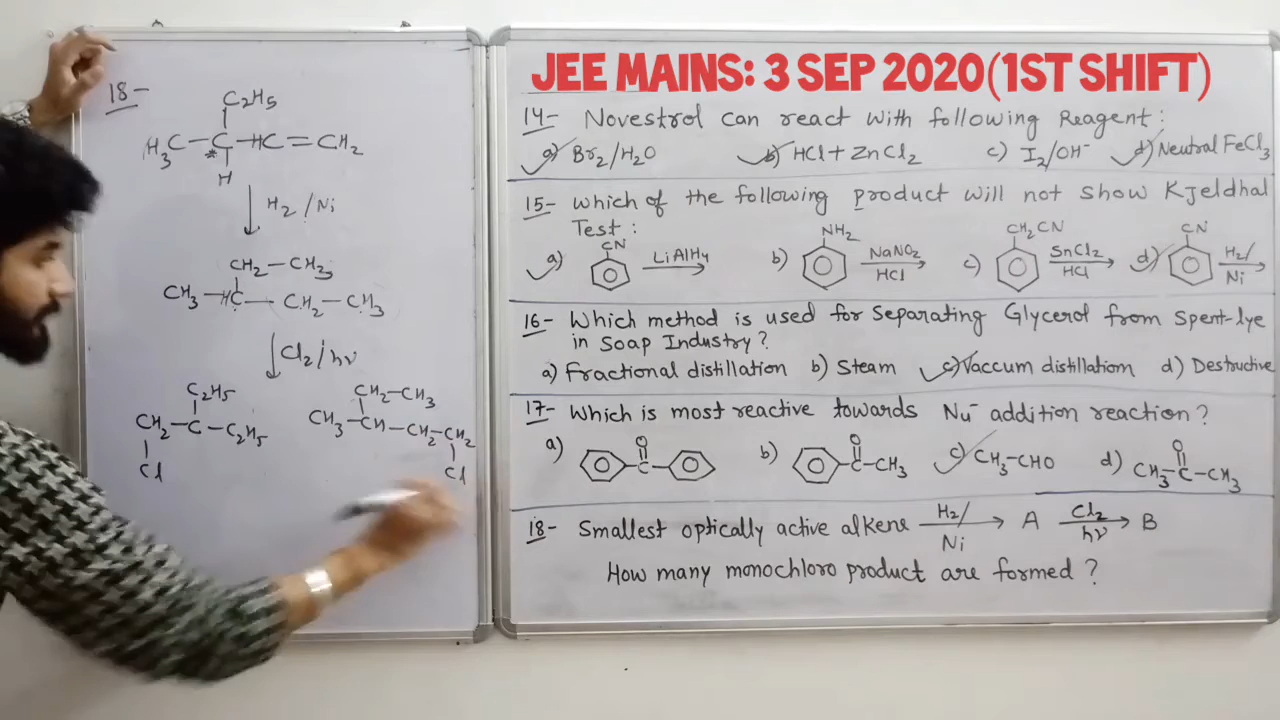 18-
C2H5
H3C-C*-HC=CH2
H
H2/Ni
CH2-CH3
CH3-HC-CH2-CH3
Cl2/hν
C2H5
CH2-C-C2H5
Cl
CH2-CH3
CH3-CH-CH2-CH2
Cl
JEE MAINS: 3 SEP 2020(1ST SHIFT)
14- Novestrol can react with following Reagent:
a) Br2/H2O b) HCl+ZnCl2 c) I2/OH- d) Neutral FeCl3
15- Which of the following product will not show Kjeldhal
Test:
a) CN LiAlH4 b) NH2 NaNO2 HCl c) CH2CN SnCl2 HCl d) CN H2/Ni
16- Which method is used for separating Glycerol from spent-lye
in Soap Industry?
a) Fractional distillation b) Steam c) Vaccum distillation d) Destructive
17- Which is most reactive towards Nu- addition reaction?
a) O C b) O C-CH3 c) CH3-CHO d) O CH3-C-CH3
18- Smallest optically active alkene H2/Ni → A Cl2 hν → B
How many monochloro product are formed?